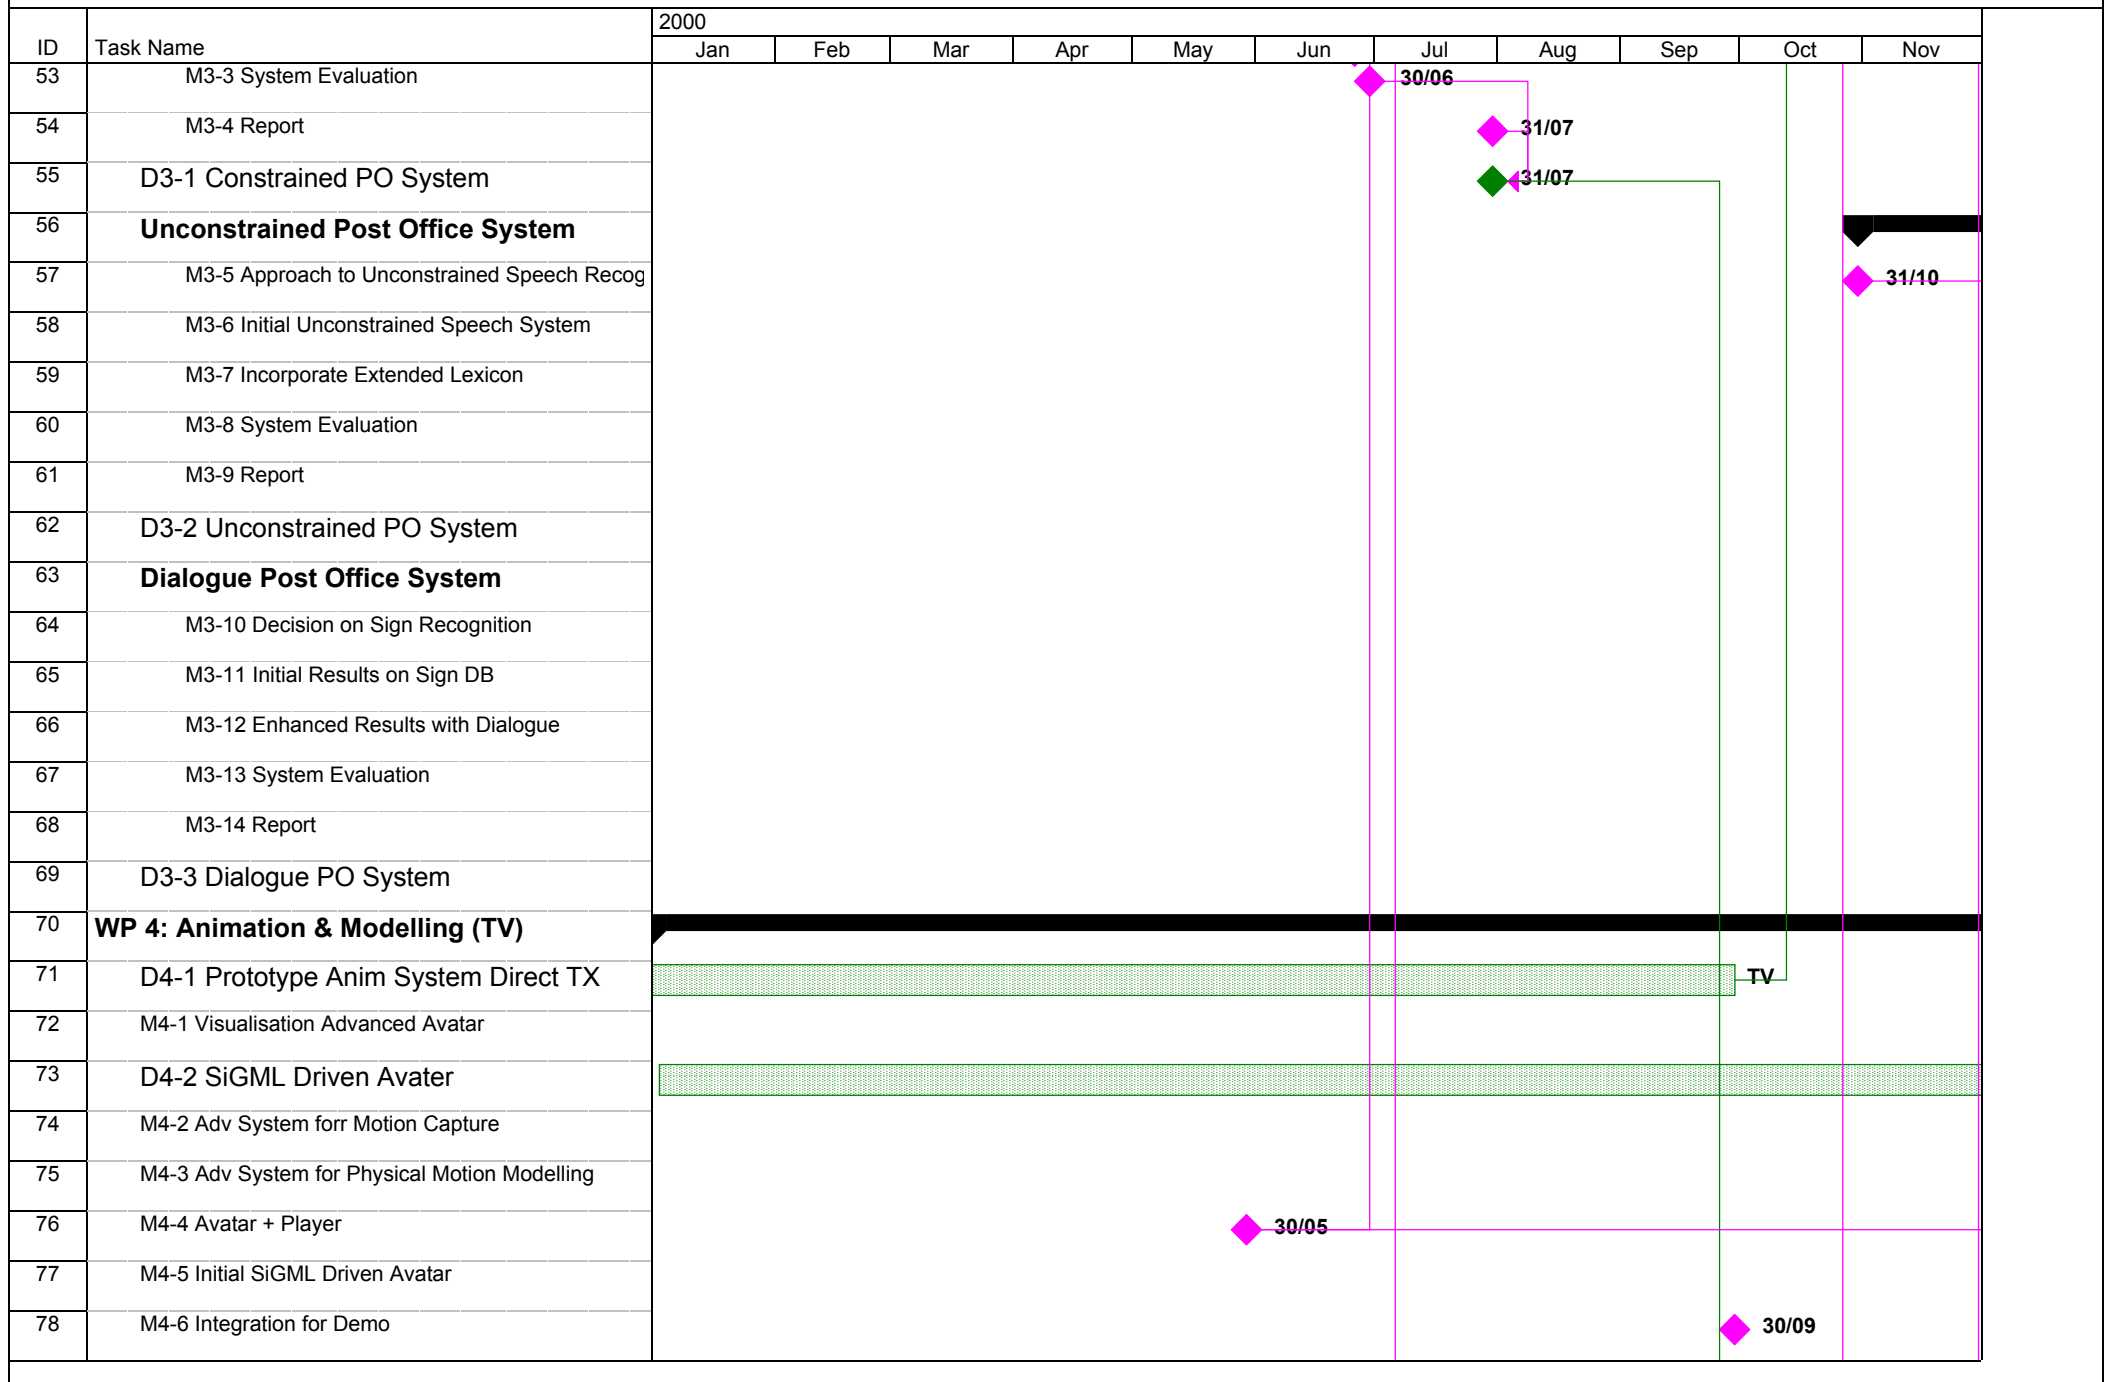 2000
ID Task Name Jan Feb Mar Apr May Jun Jul Aug Sep Oct Nov
53 M3-3 System Evaluation 30/06
54 M3-4 Report 31/07
55 D3-1 Constrained PO System 31/07
56 Unconstrained Post Office System
57 M3-5 Approach to Unconstrained Speech Recog 31/10
58 M3-6 Initial Unconstrained Speech System
59 M3-7 Incorporate Extended Lexicon
60 M3-8 System Evaluation
61 M3-9 Report
62 D3-2 Unconstrained PO System
63 Dialogue Post Office System
64 M3-10 Decision on Sign Recognition
65 M3-11 Initial Results on Sign DB
66 M3-12 Enhanced Results with Dialogue
67 M3-13 System Evaluation
68 M3-14 Report
69 D3-3 Dialogue PO System
70 WP 4: Animation & Modelling (TV)
71 D4-1 Prototype Anim System Direct TX TV
72 M4-1 Visualisation Advanced Avatar
73 D4-2 SiGML Driven Avater
74 M4-2 Adv System forr Motion Capture
75 M4-3 Adv System for Physical Motion Modelling
76 M4-4 Avatar + Player 30/05
77 M4-5 Initial SiGML Driven Avatar
78 M4-6 Integration for Demo 30/09